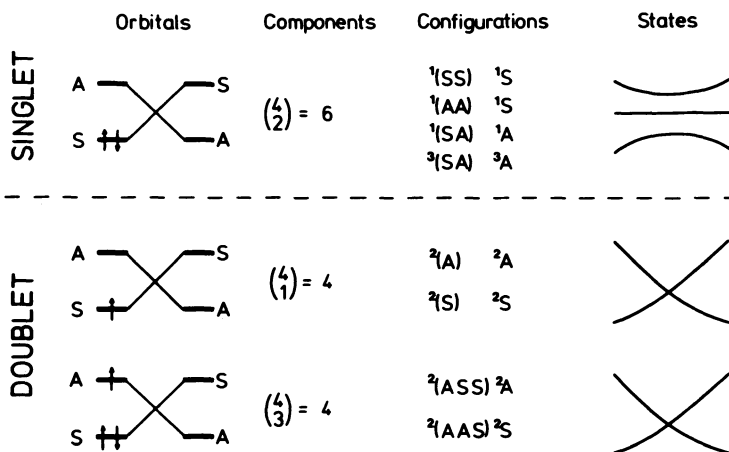 Orbitals Components Configurations States
SINGLET
A S
S A
(4 2) = 6
¹(SS) ¹S
¹(AA) ¹S
¹(SA) ¹A
³(SA) ³A
DOUBLET
A S
S A
(4 1) = 4
²(A) ²A
²(S) ²S
A S
S A
(4 3) = 4
²(ASS) ²A
²(AAS) ²S